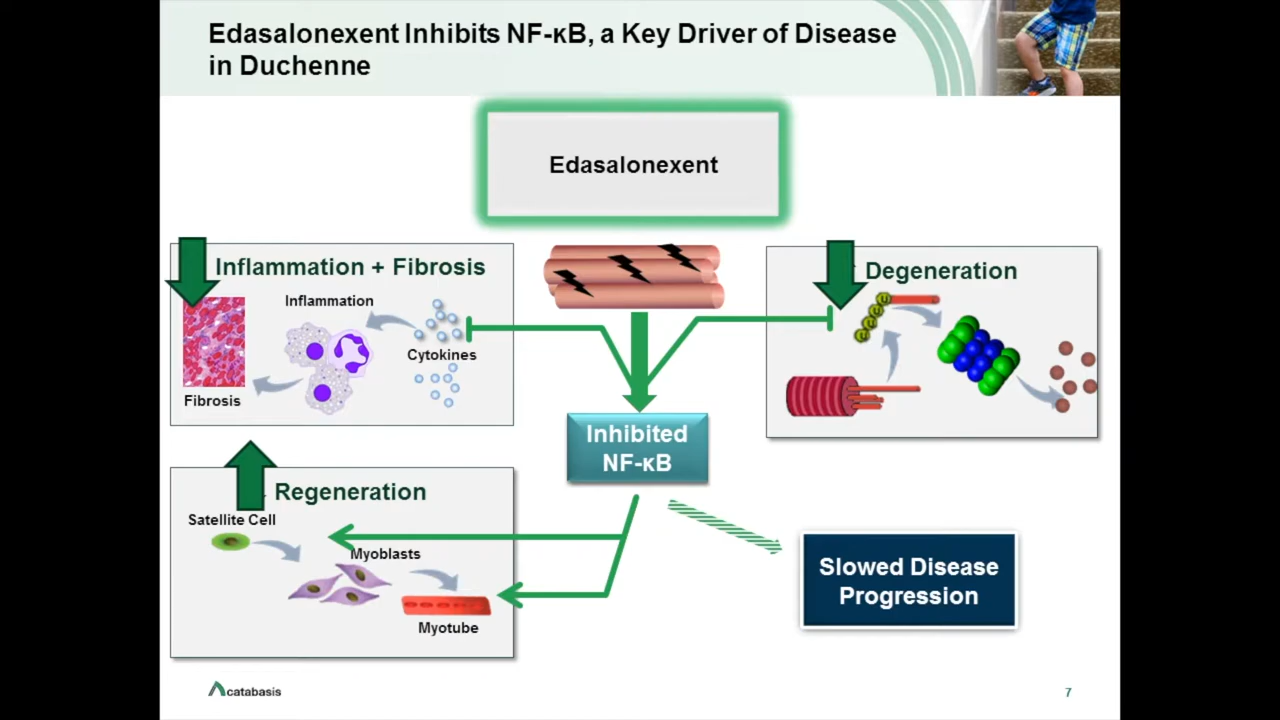 Edasalonexent Inhibits NF-κB, a Key Driver of Disease
in Duchenne
Edasalonexent
Inflammation + Fibrosis
Inflammation
Cytokines
Fibrosis
Degeneration
Inhibited
NF-κB
Regeneration
Satellite Cell
Myoblasts
Myotube
Slowed Disease
Progression
catabasis
7